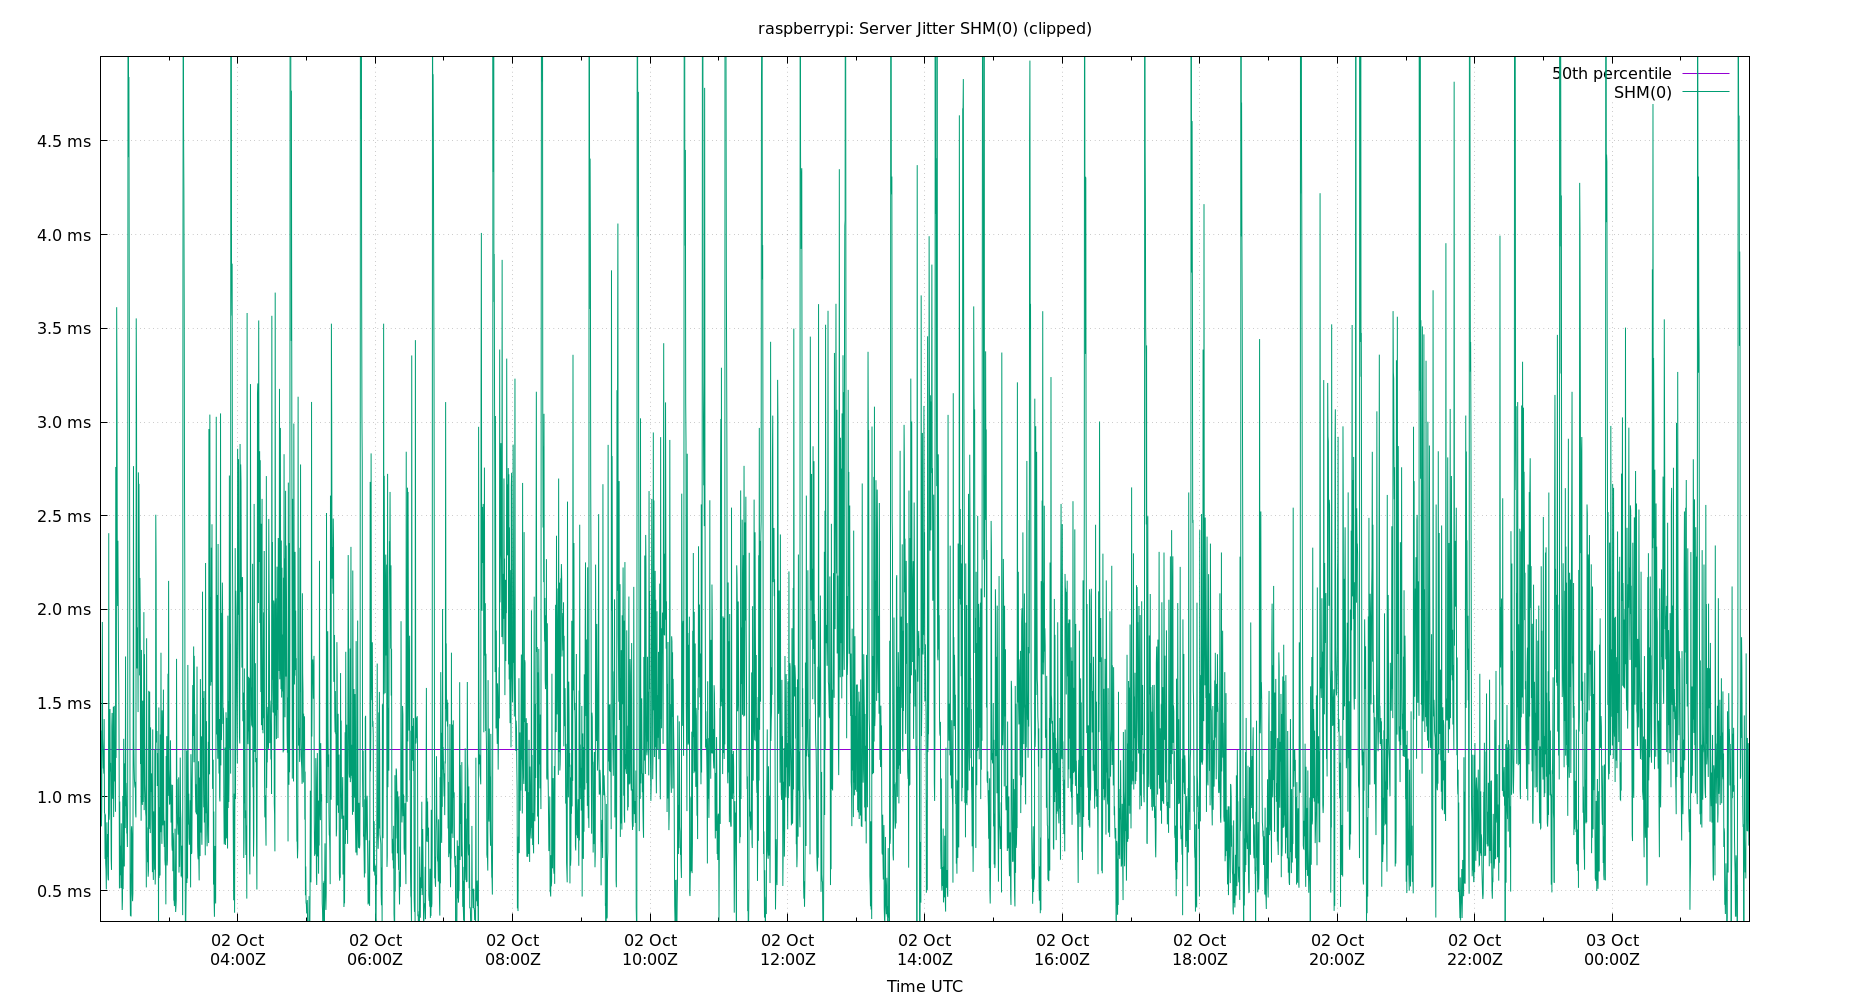 raspberrypi: Server Jitter SHM(0) (clipped)
50th percentile
SHM(0)
4.5 ms
4.0 ms
3.5 ms
3.0 ms
2.5 ms
2.0 ms
1.5 ms
1.0 ms
0.5 ms
02 Oct 02 Oct 02 Oct 02 Oct 02 Oct 02 Oct 02 Oct 02 Oct 02 Oct 02 Oct 03 Oct
04:00Z 06:00Z 08:00Z 10:00Z 12:00Z 14:00Z 16:00Z 18:00Z 20:00Z 22:00Z 00:00Z
Time UTC